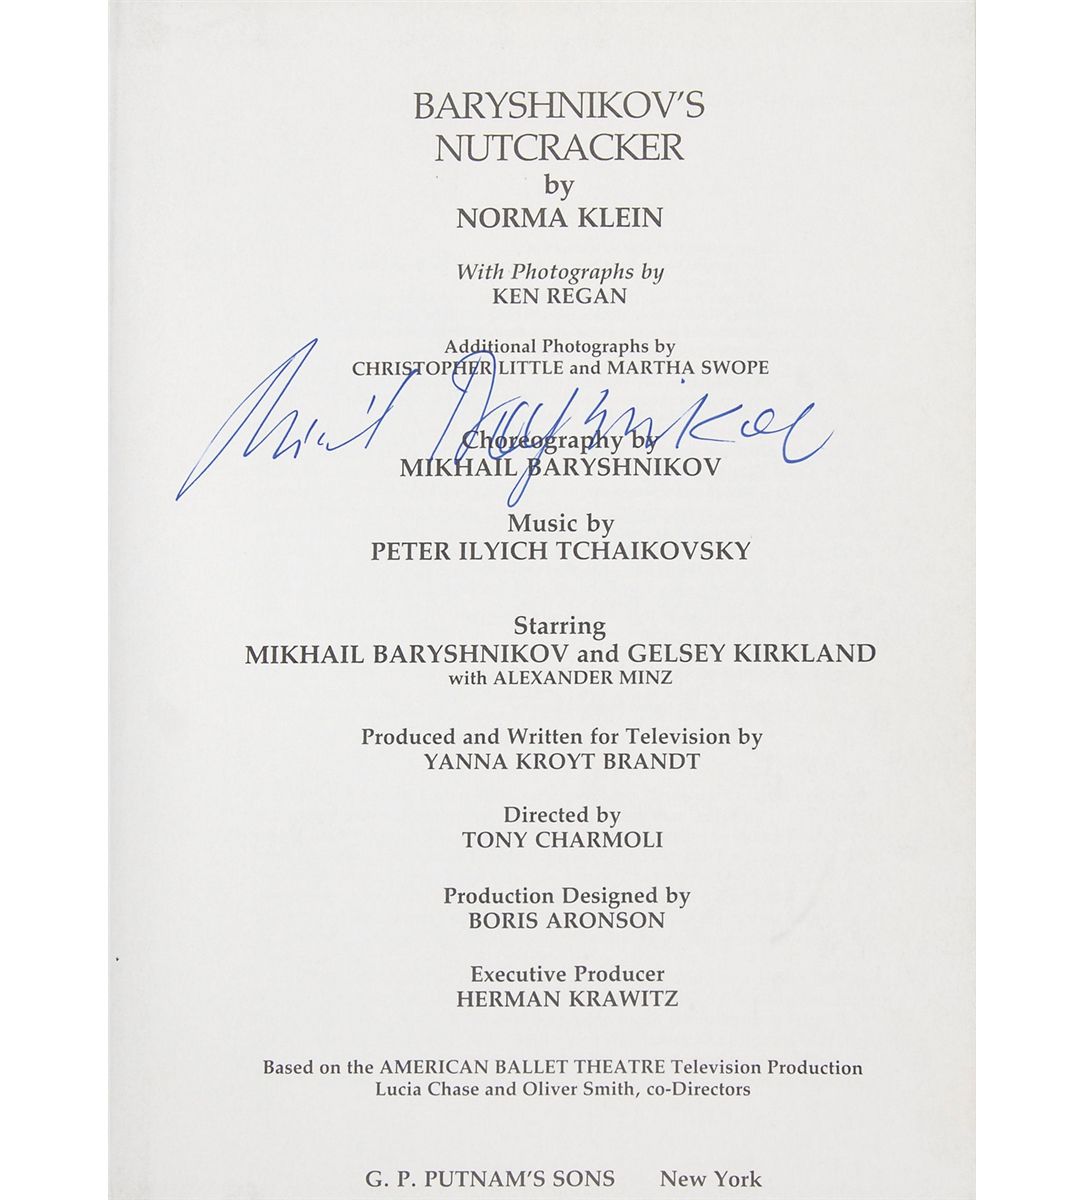 BARYSHNIKOV'S
NUTCRACKER
by
NORMA KLEIN
With Photographs by
KEN REGAN
Additional Photographs by
CHRISTOPHER LITTLE and MARTHA SWOPE
Choreography by
MIKHAIL BARYSHNIKOV
Music by
PETER ILYICH TCHAIKOVSKY
Starring
MIKHAIL BARYSHNIKOV and GELSEY KIRKLAND
with ALEXANDER MINZ
Produced and Written for Television by
YANNA KROYT BRANDT
Directed by
TONY CHARMOLI
Production Designed by
BORIS ARONSON
Executive Producer
HERMAN KRAWITZ
Based on the AMERICAN BALLET THEATRE Television Production
Lucia Chase and Oliver Smith, co-Directors
G. P. PUTNAM'S SONS New York